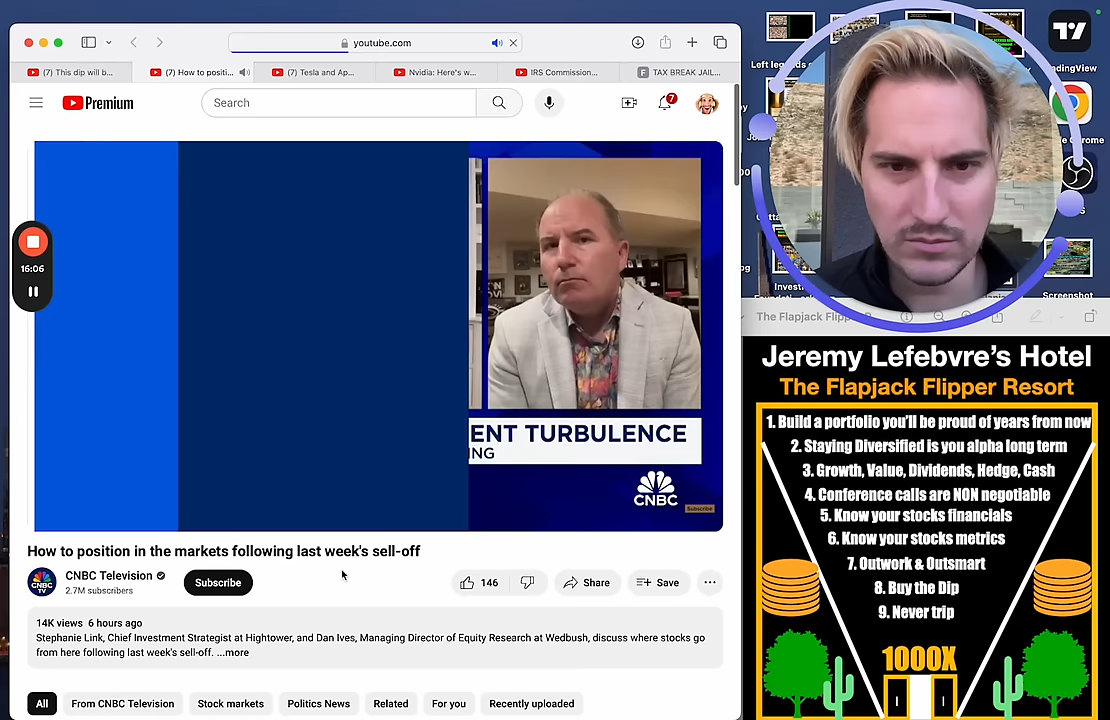 youtube.com
(7) This dip will b...
(7) How to positi...
(7) Tesla and Ap...
Nvidia: Here's w...
IRS Commission...
TAX BREAK JAIL...
Premium
Search
7
16:06
ENT TURBULENCE
NG
CNBC
Subscribe
How to position in the markets following last week's sell-off
CNBC Television
2.7M subscribers
Subscribe
146
Share
Save
14K views 6 hours ago
Stephanie Link, Chief Investment Strategist at Hightower, and Dan Ives, Managing Director of Equity Research at Wedbush, discuss where stocks go
from here following last week's sell-off. ...more
All
From CNBC Television
Stock markets
Politics News
Related
For you
Recently uploaded
The Flapjack Flipp
Screenshot
Jeremy Lefebvre's Hotel
The Flapjack Flipper Resort
1. Build a portfolio you'll be proud of years from now
2. Staying Diversified is you alpha long term
3. Growth, Value, Dividends, Hedge, Cash
4. Conference calls are NON negotiable
5. Know your stocks financials
6. Know your stocks metrics
7. Outwork & Outsmart
8. Buy the Dip
9. Never trip
1000X